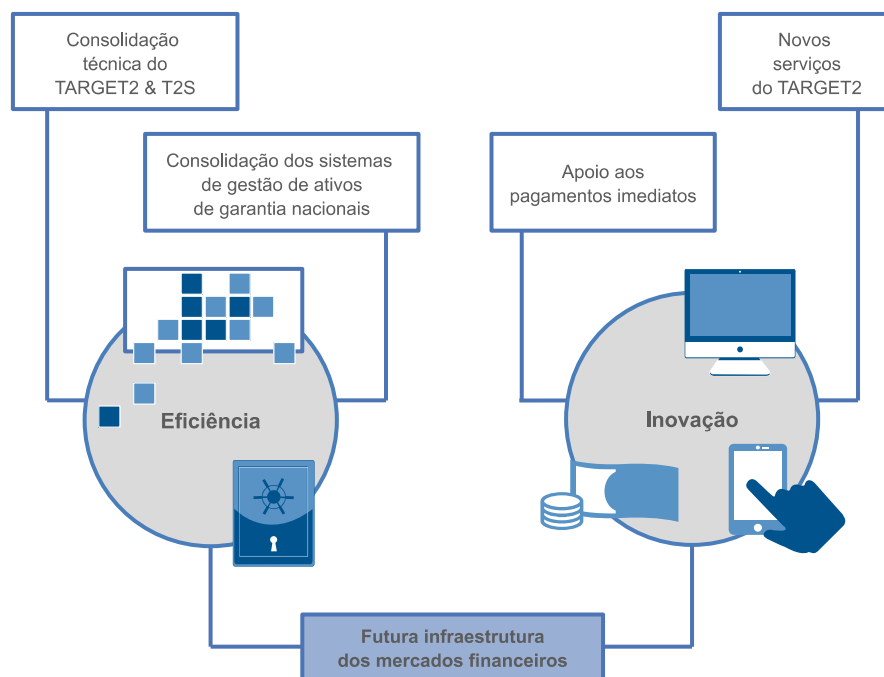 Consolidação
técnica do
TARGET2 & T2S
Novos
serviços
do TARGET2
Consolidação dos sistemas
de gestão de ativos
de garantia nacionais
Apoio aos
pagamentos imediatos
Eficiência
Inovação
Futura infraestrutura
dos mercados financeiros